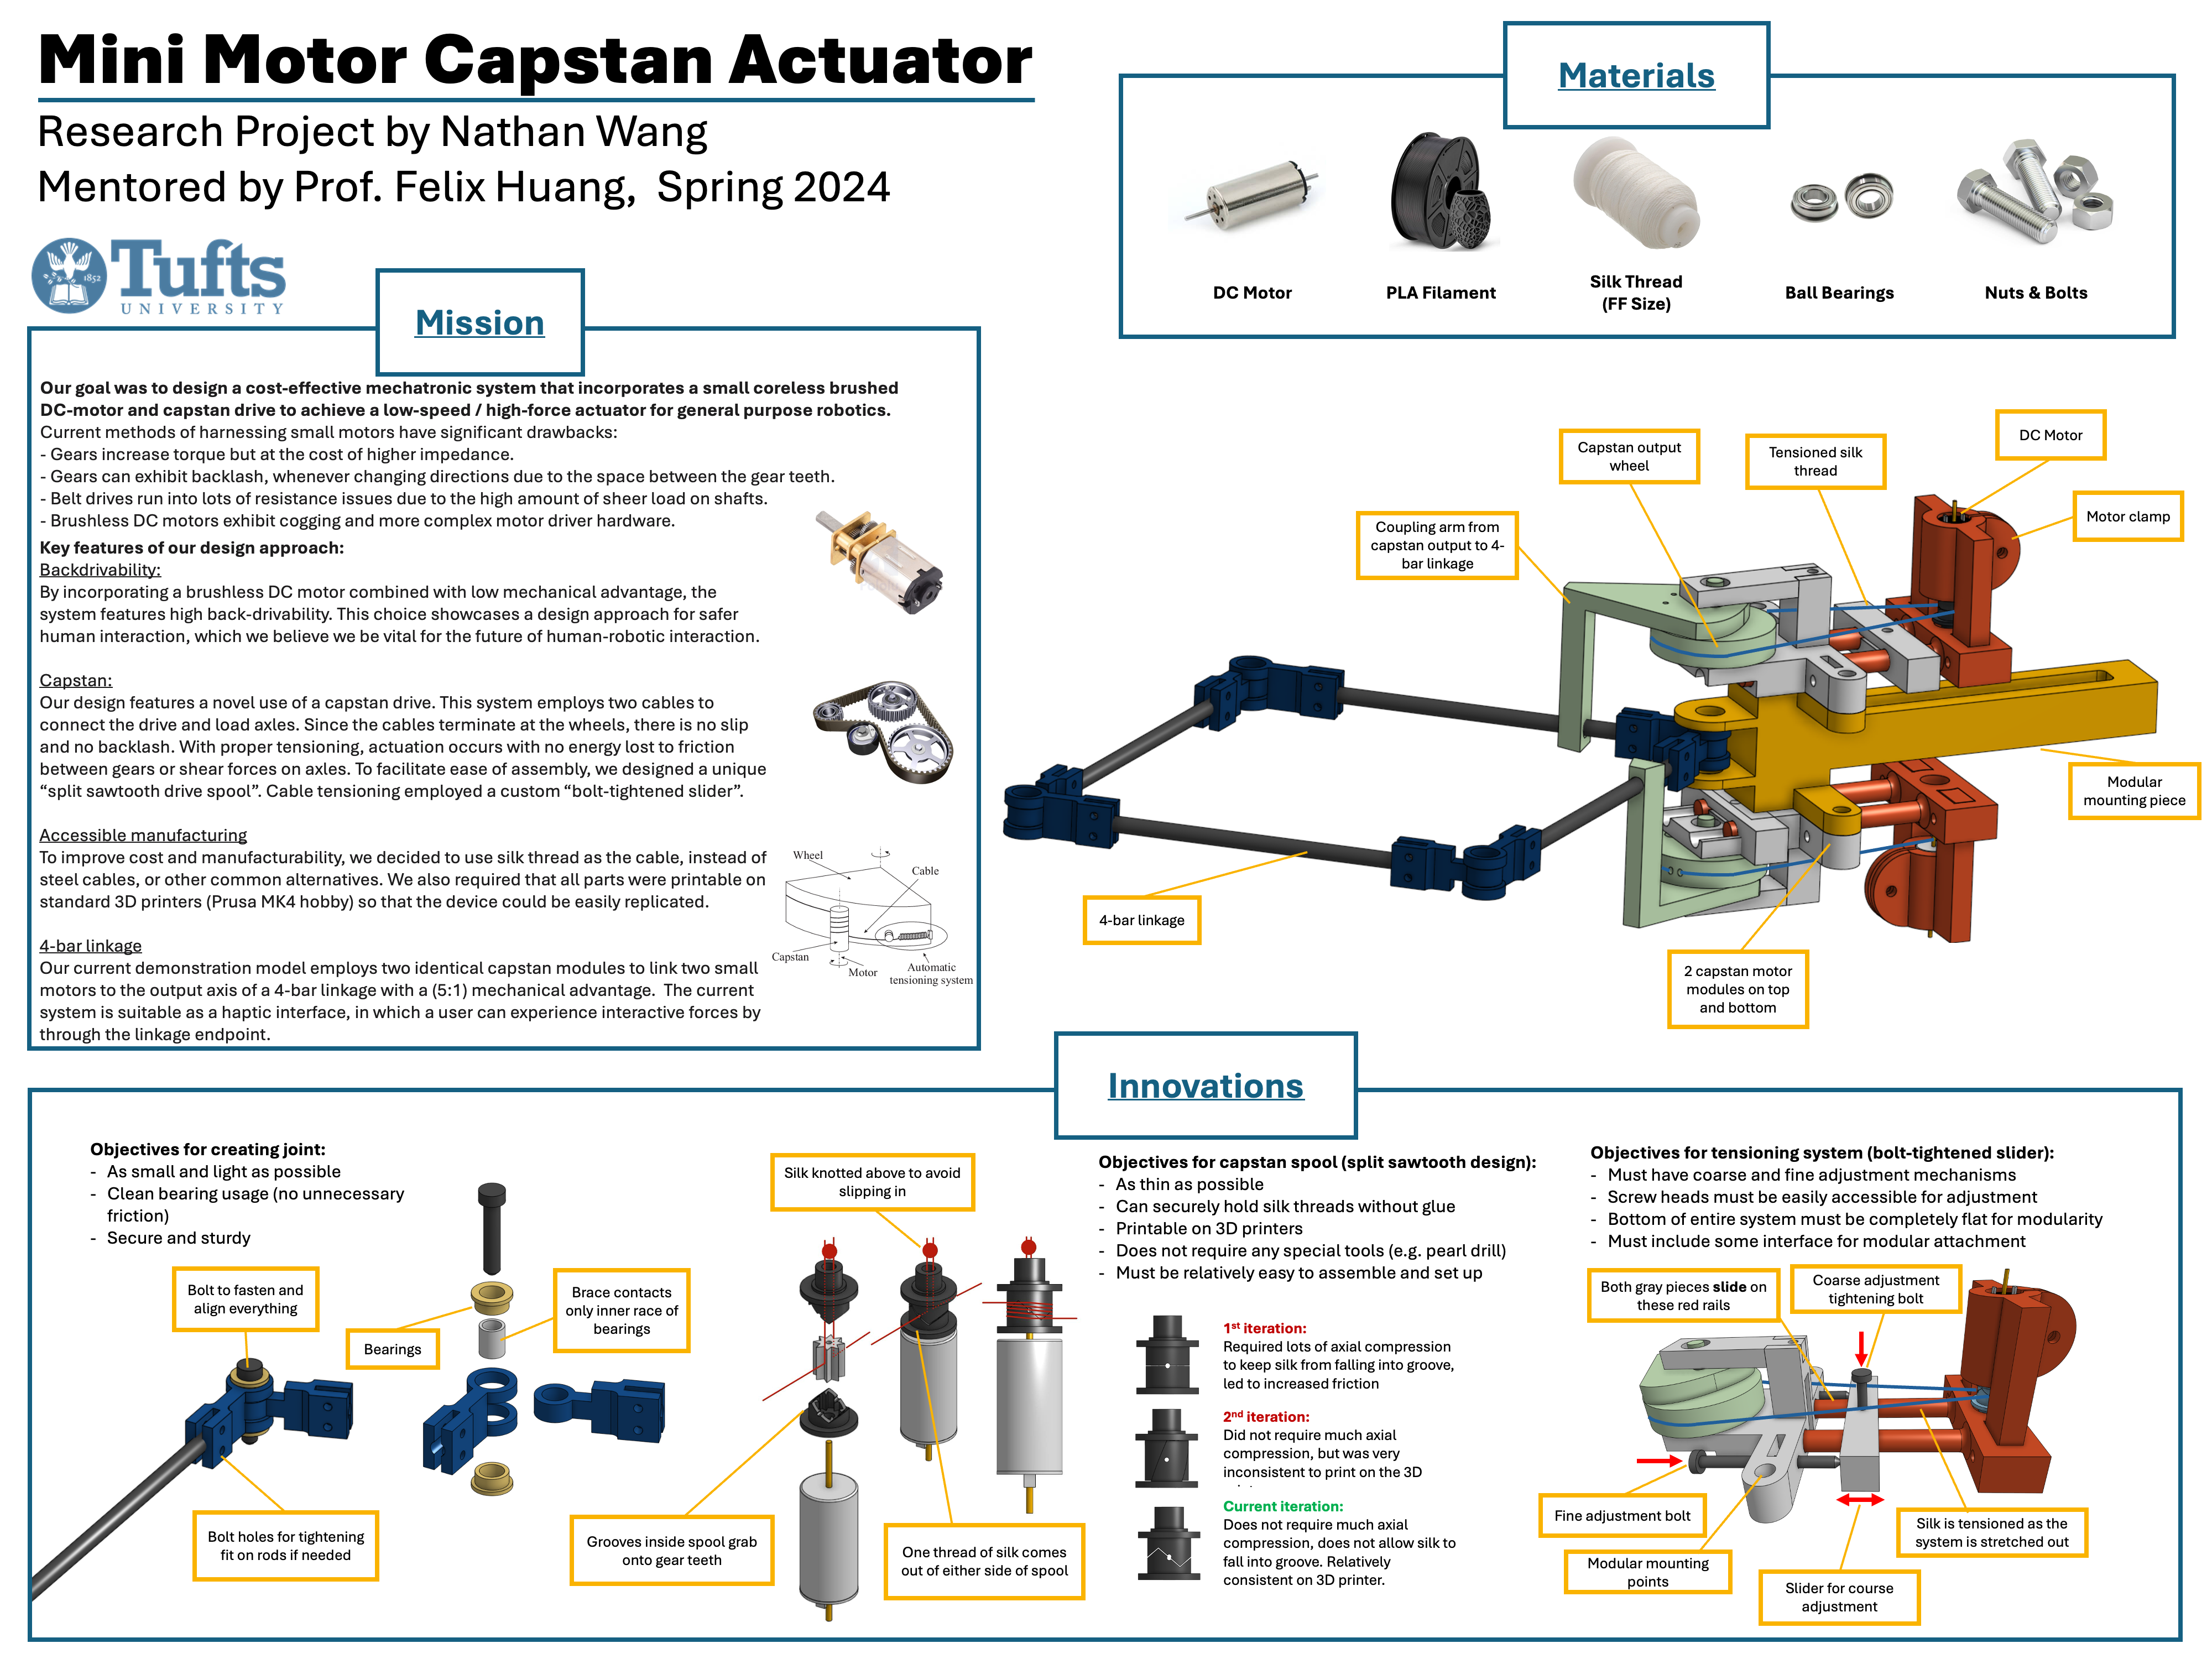 Mini Motor Capstan Actuator
Research Project by Nathan Wang
Mentored by Prof. Felix Huang, Spring 2024
1852
Tufts
UNIVERSITY
Materials
DC Motor
PLA Filament
Silk Thread
(FF Size)
Ball Bearings
Nuts & Bolts
Mission
Our goal was to design a cost-effective mechatronic system that incorporates a small coreless brushed
DC-motor and capstan drive to achieve a low-speed / high-force actuator for general purpose robotics.
Current methods of harnessing small motors have significant drawbacks:
- Gears increase torque but at the cost of higher impedance.
- Gears can exhibit backlash, whenever changing directions due to the space between the gear teeth.
- Belt drives run into lots of resistance issues due to the high amount of sheer load on shafts.
- Brushless DC motors exhibit cogging and more complex motor driver hardware.
Key features of our design approach:
Backdrivability:
By incorporating a brushless DC motor combined with low mechanical advantage, the
system features high back-drivability. This choice showcases a design approach for safer
human interaction, which we believe we be vital for the future of human-robotic interaction.
Capstan:
Our design features a novel use of a capstan drive. This system employs two cables to
connect the drive and load axles. Since the cables terminate at the wheels, there is no slip
and no backlash. With proper tensioning, actuation occurs with no energy lost to friction
between gears or shear forces on axles. To facilitate ease of assembly, we designed a unique
“split sawtooth drive spool”. Cable tensioning employed a custom “bolt-tightened slider”.
Accessible manufacturing
To improve cost and manufacturability, we decided to use silk thread as the cable, instead of
steel cables, or other common alternatives. We also required that all parts were printable on
standard 3D printers (Prusa MK4 hobby) so that the device could be easily replicated.
4-bar linkage
Our current demonstration model employs two identical capstan modules to link two small
motors to the output axis of a 4-bar linkage with a (5:1) mechanical advantage. The current
system is suitable as a haptic interface, in which a user can experience interactive forces by
through the linkage endpoint.
Wheel
Cable
Capstan
Motor
Automatic
tensioning system
Capstan output
wheel
Tensioned silk
thread
DC Motor
Motor clamp
Coupling arm from
capstan output to 4-
bar linkage
Modular
mounting piece
4-bar linkage
2 capstan motor
modules on top
and bottom
Innovations
Objectives for creating joint:
- As small and light as possible
- Clean bearing usage (no unnecessary
friction)
- Secure and sturdy
Bolt to fasten and
align everything
Bearings
Brace contacts
only inner race of
bearings
Bolt holes for tightening
fit on rods if needed
Silk knotted above to avoid
slipping in
Grooves inside spool grab
onto gear teeth
One thread of silk comes
out of either side of spool
Objectives for capstan spool (split sawtooth design):
- As thin as possible
- Can securely hold silk threads without glue
- Printable on 3D printers
- Does not require any special tools (e.g. pearl drill)
- Must be relatively easy to assemble and set up
1st iteration:
Required lots of axial compression
to keep silk from falling into groove,
led to increased friction
2nd iteration:
Did not require much axial
compression, but was very
inconsistent to print on the 3D
Current iteration:
Does not require much axial
compression, does not allow silk to
fall into groove. Relatively
consistent on 3D printer.
Objectives for tensioning system (bolt-tightened slider):
- Must have coarse and fine adjustment mechanisms
- Screw heads must be easily accessible for adjustment
- Bottom of entire system must be completely flat for modularity
- Must include some interface for modular attachment
Both gray pieces slide on
these red rails
Coarse adjustment
tightening bolt
Fine adjustment bolt
Modular mounting
points
Slider for course
adjustment
Silk is tensioned as the
system is stretched out